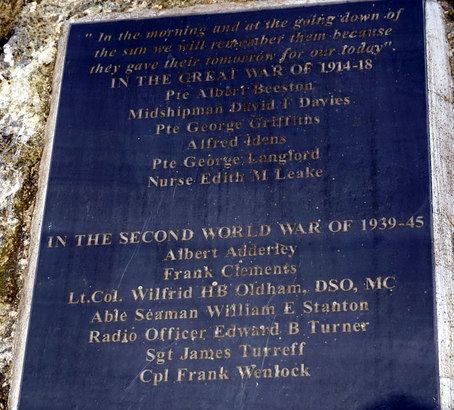 " In the morning and at the going down of
the sun we will remember them because
they gave their tomorrow for our today".
IN THE GREAT WAR OF 1914-18
Pte Albert Beeston
Midshipman David F Davies
Pte George Griffiths
Alfred Idens
Pte George Langford
Nurse Edith M Leake
IN THE SECOND WORLD WAR OF 1939-45
Albert Adderley
Frank Clements
Lt.Col. Wilfrid HB Oldham, DSO, MC
Able Seaman William E Stanton
Radio Officer Edward B Turner
Sgt James Turreff
Cpl Frank Wenlock